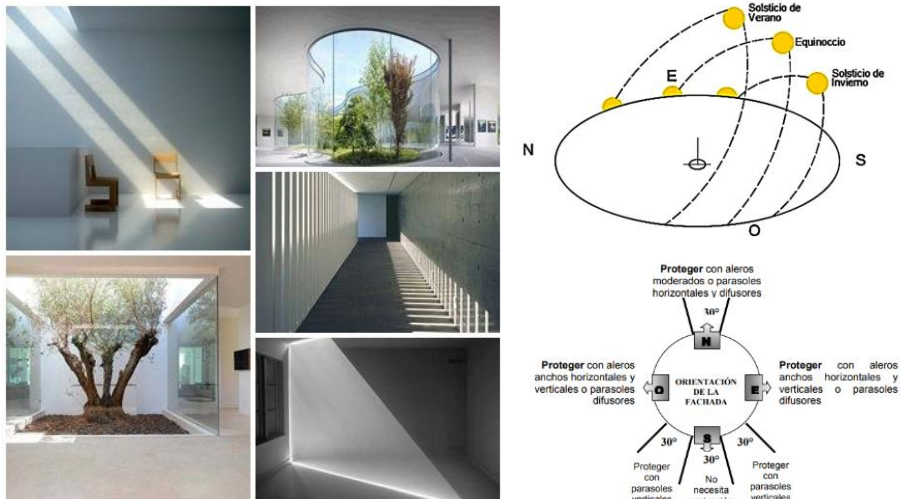 Solsticio de
Verano
Equinoccio
Solsticio de
Invierno
E
N
S
O
Proteger con aleros
moderados o parasoles
horizontales y difusores
30°
N
Proteger con aleros
anchos horizontales y
verticales o parasoles
difusores
O
ORIENTACIÓN
DE LA
FACHADA
E
Proteger con aleros
anchos horizontales y
verticales o parasoles
difusores
S
30°
30°
30°
Proteger
con
parasoles
verticales
No
necesita
Proteger
con
parasoles
verticales